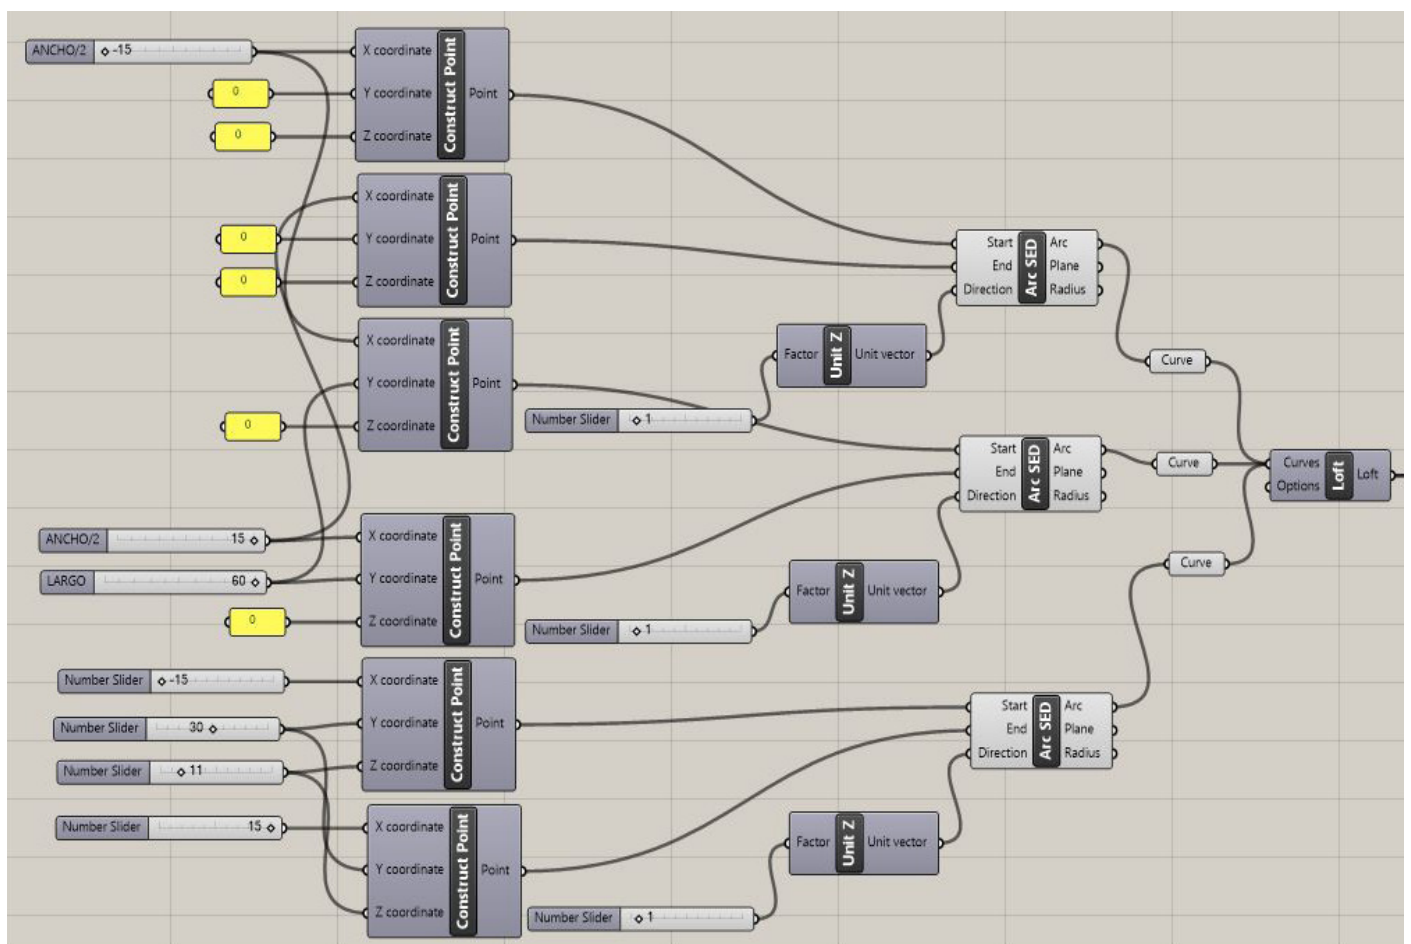 ANCHO/2 -15
0
0
X coordinate
Y coordinate
Z coordinate
Construct Point
Point
0
0
X coordinate
Y coordinate
Z coordinate
Construct Point
Point
0
X coordinate
Y coordinate
Z coordinate
Construct Point
Point
ANCHO/2 15
LARGO 60
0
X coordinate
Y coordinate
Z coordinate
Construct Point
Point
Number Slider -15
Number Slider 30
Number Slider 11
X coordinate
Y coordinate
Z coordinate
Construct Point
Point
Number Slider 15
X coordinate
Y coordinate
Z coordinate
Construct Point
Point
Number Slider 1
Factor Unit Z Unit vector
Start
End
Direction
Arc SED
Arc
Plane
Radius
Curve
Number Slider 1
Factor Unit Z Unit vector
Start
End
Direction
Arc SED
Arc
Plane
Radius
Curve
Number Slider 1
Factor Unit Z Unit vector
Start
End
Direction
Arc SED
Arc
Plane
Radius
Curve
Curves
Options
Loft
Loft